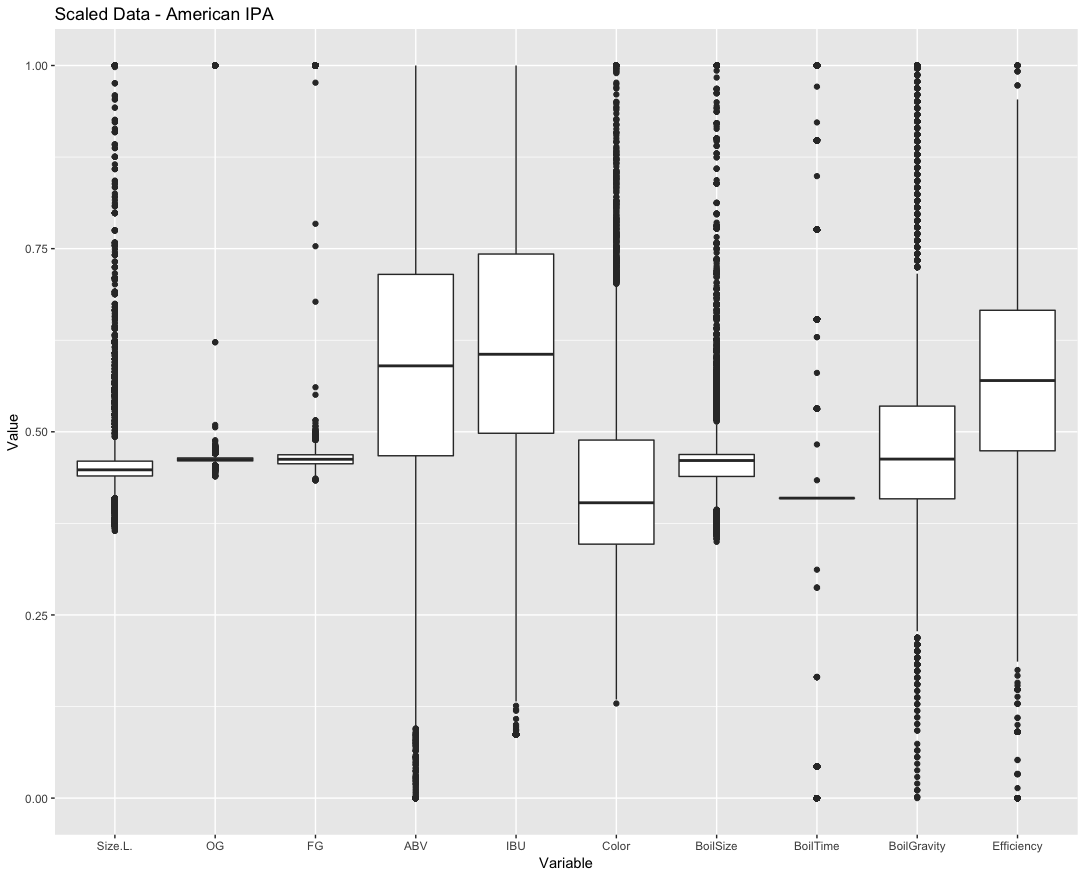 Scaled Data - American IPA
1.00
0.75
0.50
0.25
0.00
Value
Size.L. OG FG ABV IBU Color BoilSize BoilTime BoilGravity Efficiency
Variable